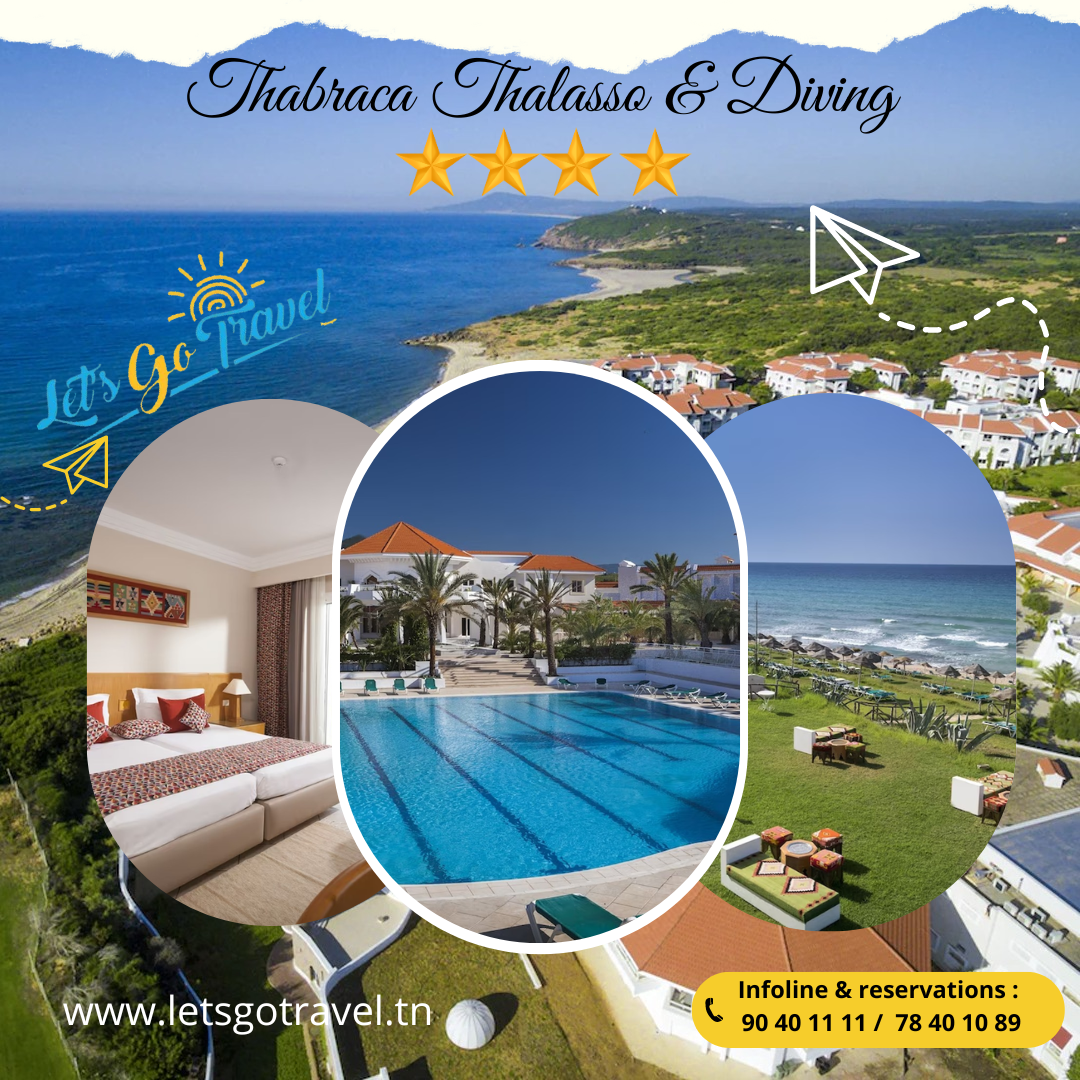 Thabraca Thalasso & Diving
Let's Go Travel
www.letsgotravel.tn
Infoline & reservations :
90 40 11 11 / 78 40 10 89